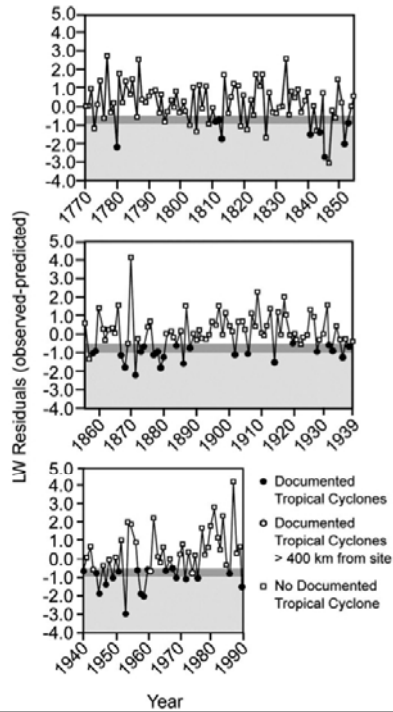 5.0
4.0
3.0
2.0
1.0
0.0
-1.0
-2.0
-3.0
-4.0
1770 1780 1790 1800 1810 1820 1830 1840 1850
LW Residuals (observed-predicted)
5.0
4.0
3.0
2.0
1.0
0.0
-1.0
-2.0
-3.0
-4.0
1860 1870 1880 1890 1900 1910 1920 1930 1939
5.0
4.0
3.0
2.0
1.0
0.0
-1.0
-2.0
-3.0
-4.0
1940 1950 1960 1970 1980 1990
Year
Documented
Tropical Cyclones
Documented
Tropical Cyclones
> 400 km from site
No Documented
Tropical Cyclone